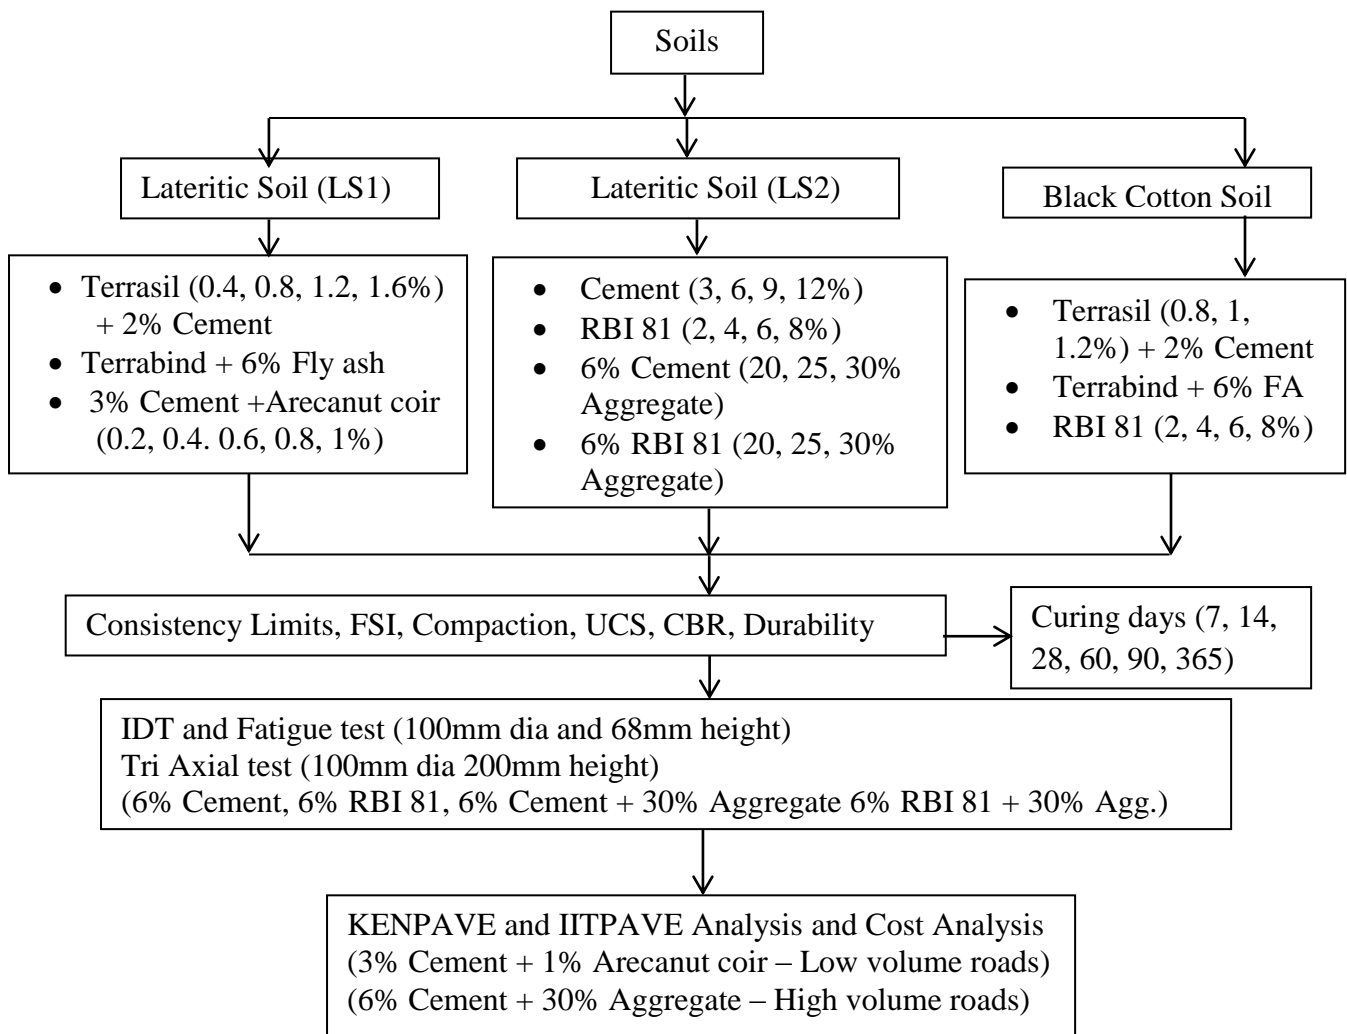 Soils
Lateritic Soil (LS1)
Lateritic Soil (LS2)
Black Cotton Soil
• Terrasil (0.4, 0.8, 1.2, 1.6%)
+ 2% Cement
• Terrabind + 6% Fly ash
• 3% Cement +Arecanut coir
(0.2, 0.4. 0.6, 0.8, 1%)
• Cement (3, 6, 9, 12%)
• RBI 81 (2, 4, 6, 8%)
• 6% Cement (20, 25, 30%
Aggregate)
• 6% RBI 81 (20, 25, 30%
Aggregate)
• Terrasil (0.8, 1,
1.2%) + 2% Cement
• Terrabind + 6% FA
• RBI 81 (2, 4, 6, 8%)
Consistency Limits, FSI, Compaction, UCS, CBR, Durability
Curing days (7, 14,
28, 60, 90, 365)
IDT and Fatigue test (100mm dia and 68mm height)
Tri Axial test (100mm dia 200mm height)
(6% Cement, 6% RBI 81, 6% Cement + 30% Aggregate 6% RBI 81 + 30% Agg.)
KENPAVE and IITPAVE Analysis and Cost Analysis
(3% Cement + 1% Arecanut coir – Low volume roads)
(6% Cement + 30% Aggregate – High volume roads)